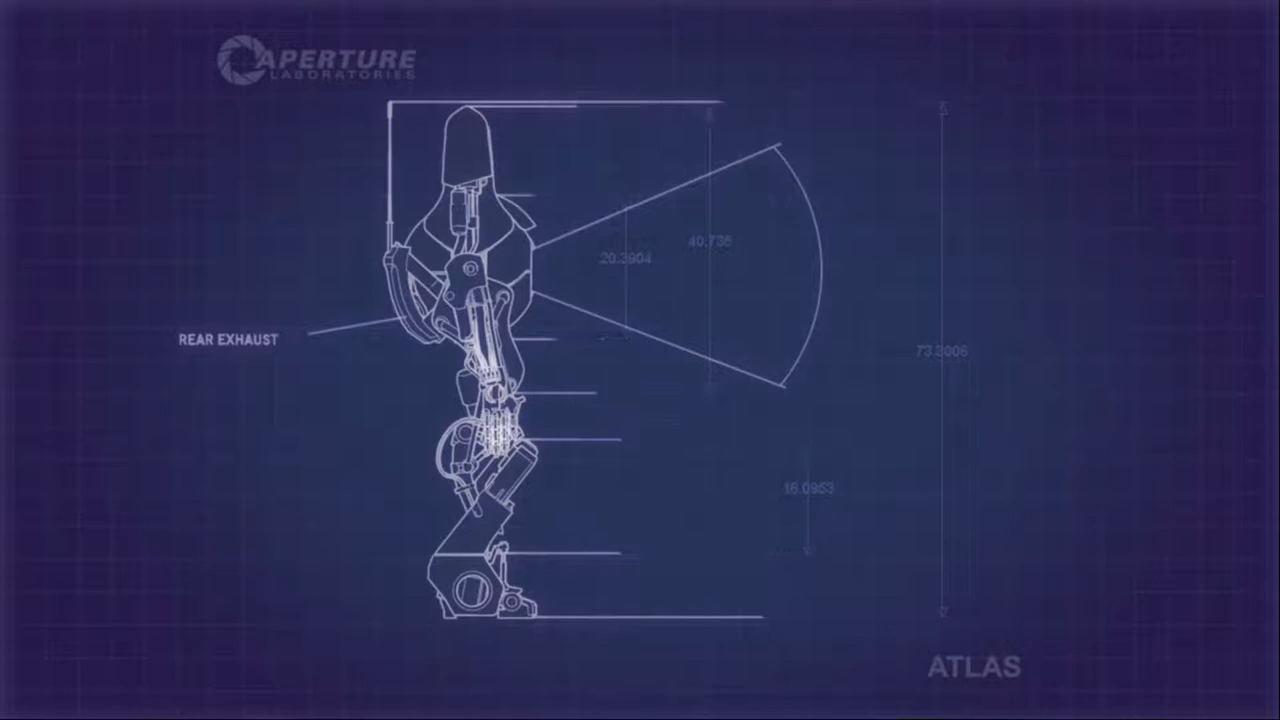 APERTURE
LABORATORIES
40.736
20.3904
REAR EXHAUST
73.3006
16.0953
ATLAS